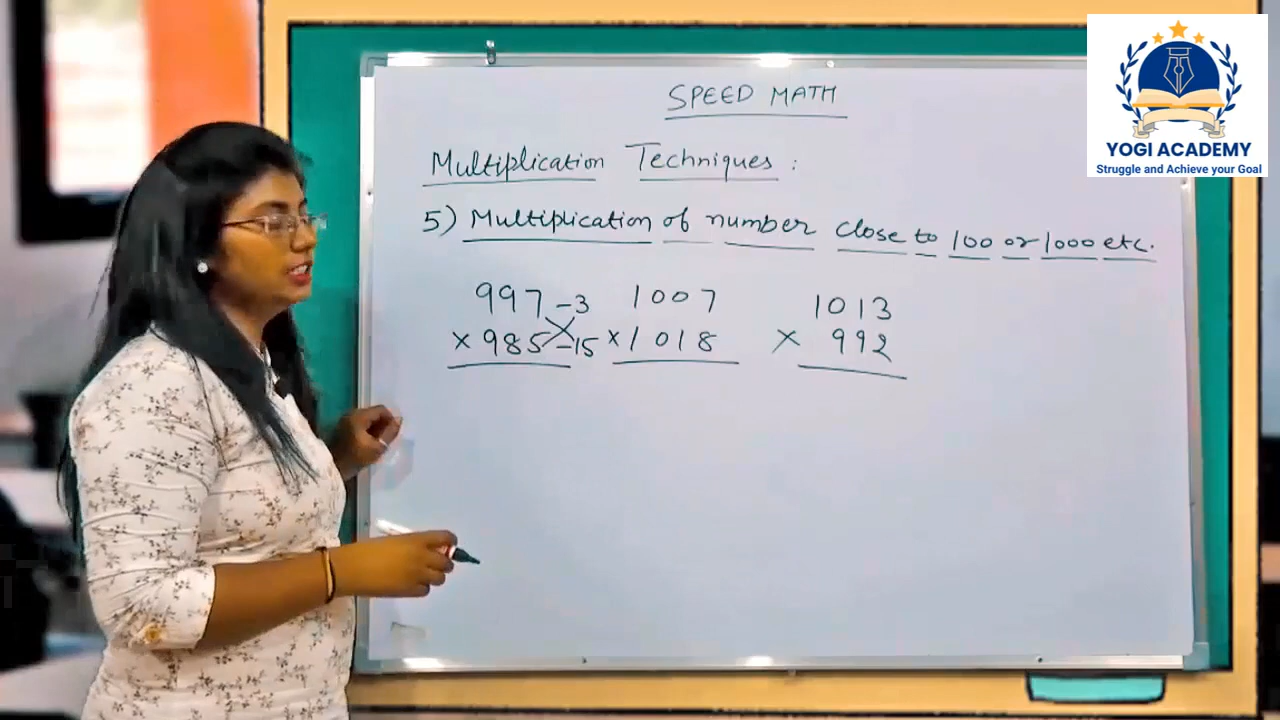 SPEED MATH
Multiplication Techniques :
5) Multiplication of number close to 100 or 1000 etc.
997 -3 1007 1013
× 985 -15 × 1018 × 992
YOGI ACADEMY
Struggle and Achieve your Goal